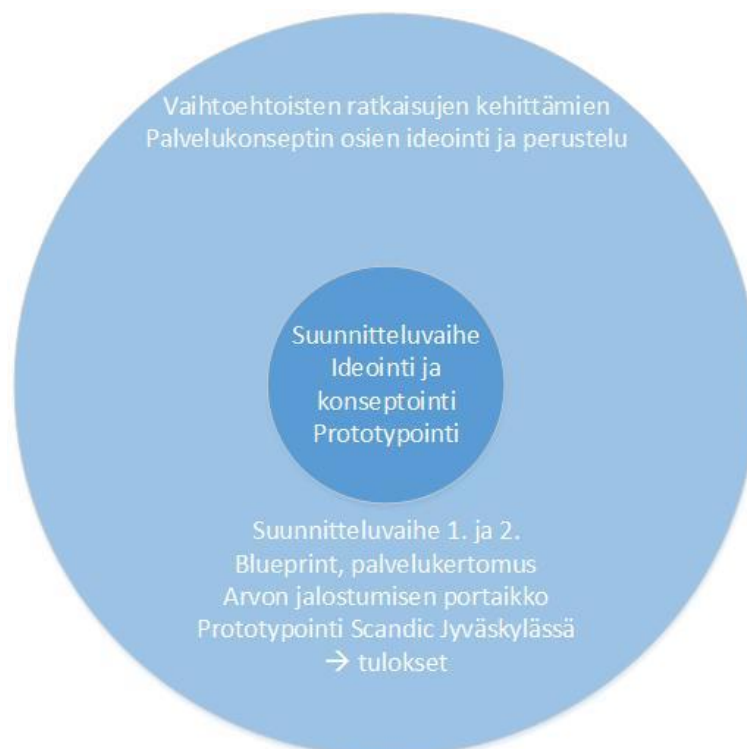 Vaihtoehtoisten ratkaisujen kehittämien
Palvelukonseptin osien ideointi ja perustelu
Suunnitteluvaihe
Ideointi ja
konseptointi
Prototypointi
Suunnitteluvaihe 1. ja 2.
Blueprint, palvelukertomus
Arvon jalostumisen portaikko
Prototypointi Scandic Jyväskylässä
→ tulokset